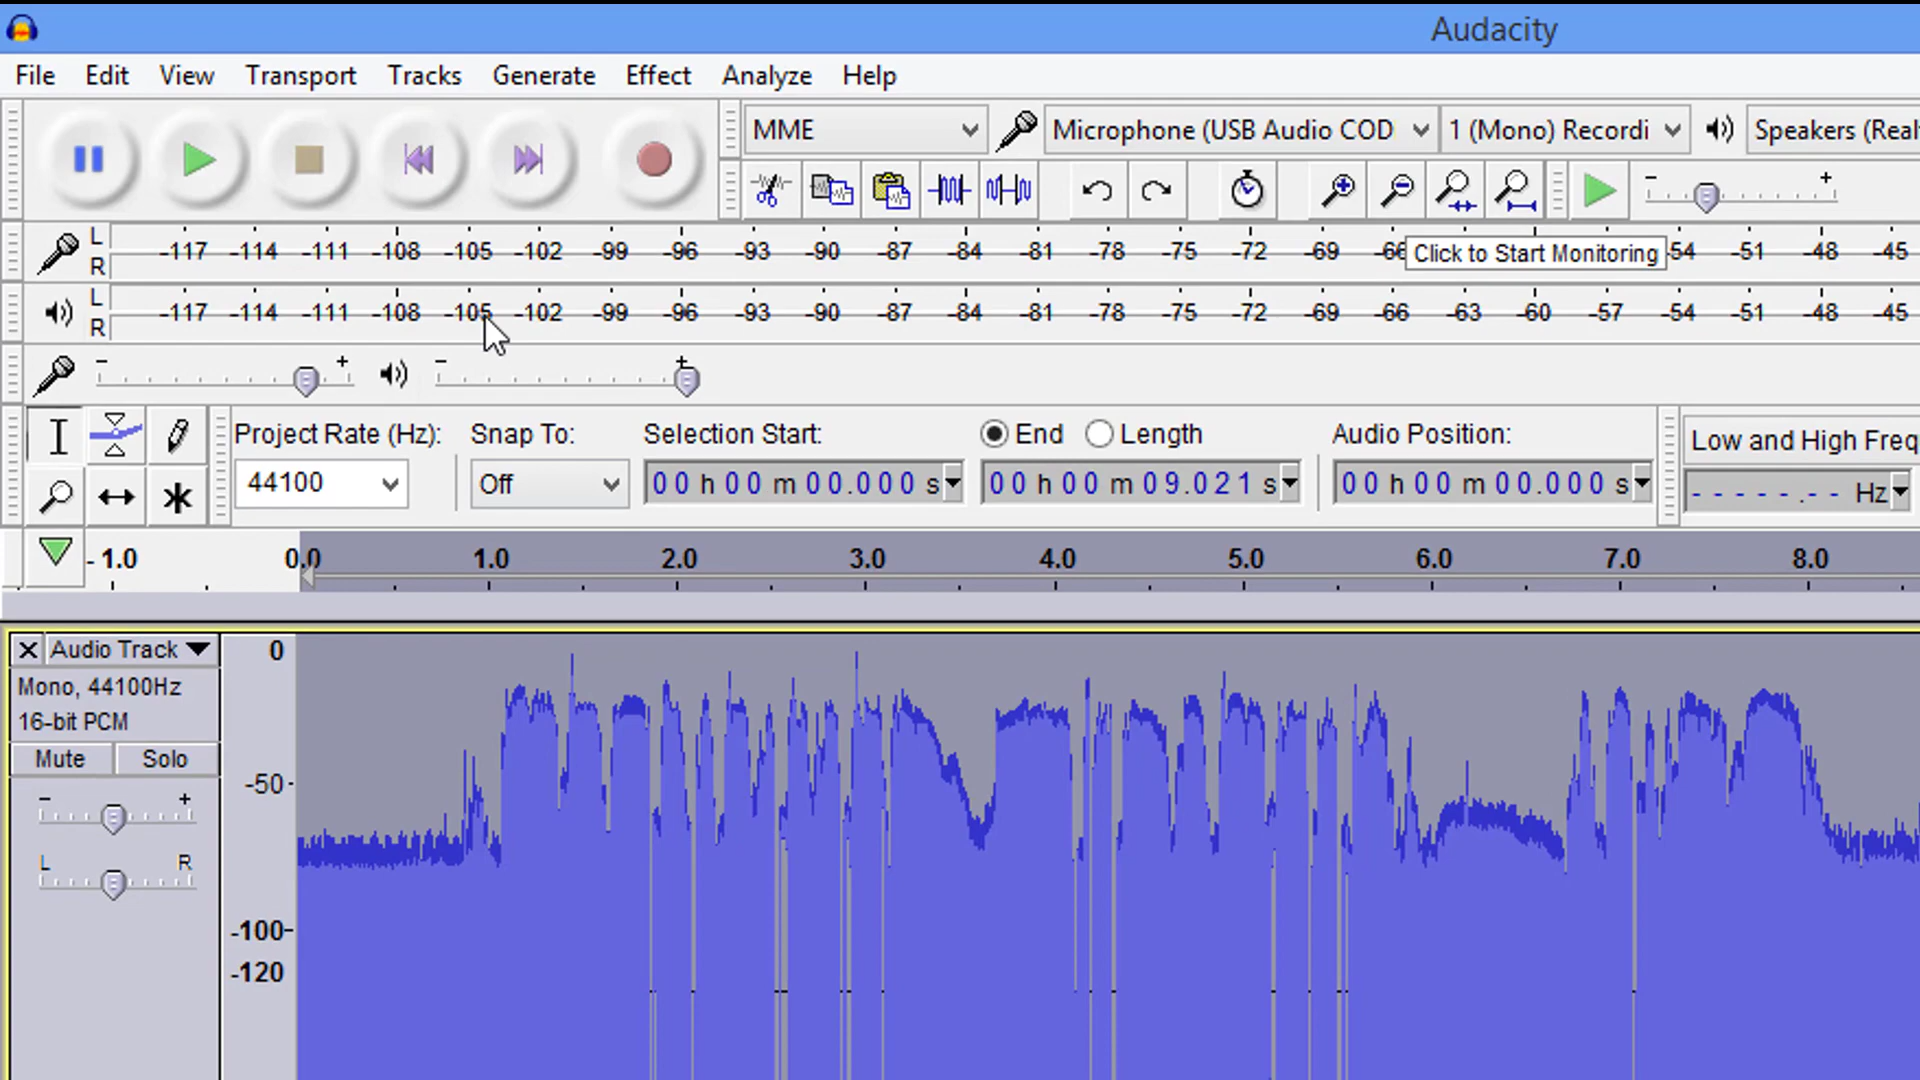 Audacity
File Edit View Transport Tracks Generate Effect Analyze Help
MME Microphone (USB Audio COD 1 (Mono) Recordi Speakers (Real
- +
L -117 -114 -111 -108 -105 -102 -99 -96 -93 -90 -87 -84 -81 -78 -75 -72 -69 -66 Click to Start Monitoring -54 -51 -48 -45
R
L -117 -114 -111 -108 -105 -102 -99 -96 -93 -90 -87 -84 -81 -78 -75 -72 -69 -66 -63 -60 -57 -54 -51 -48 -45
R
- + - +
Project Rate (Hz): Snap To: Selection Start: End Length Audio Position: Low and High Freq
44100 Off 00 h 00 m 00.000 s 00 h 00 m 09.021 s 00 h 00 m 00.000 s -----.-- Hz
-1.0 0.0 1.0 2.0 3.0 4.0 5.0 6.0 7.0 8.0
X Audio Track 0
Mono, 44100Hz
16-bit PCM
Mute Solo
-50
- +
L R
-100
-120